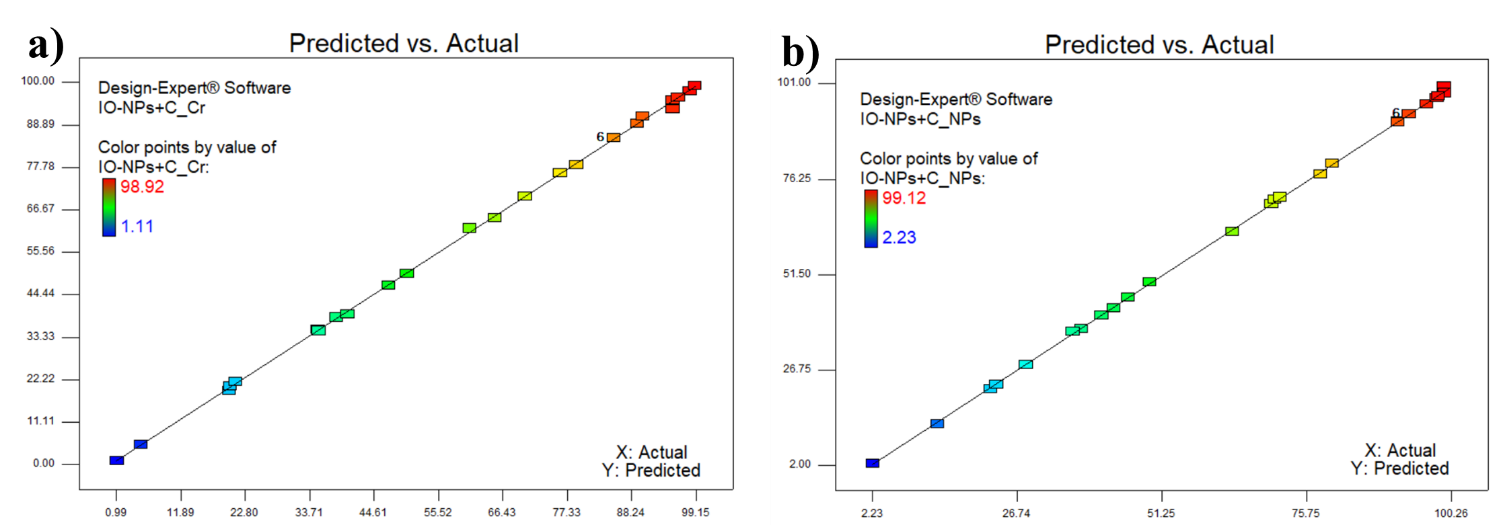 a)
Predicted vs. Actual
Design-Expert® Software
IO-NPs+C_Cr
Color points by value of
IO-NPs+C_Cr:
98.92
1.11
6
100.00
88.89
77.78
66.67
55.56
44.44
33.33
22.22
11.11
0.00
X: Actual
Y: Predicted
0.99 11.89 22.80 33.71 44.61 55.52 66.43 77.33 88.24 99.15
b)
Predicted vs. Actual
Design-Expert® Software
IO-NPs+C_NPs
Color points by value of
IO-NPs+C_NPs:
99.12
2.23
6
101.00
76.25
51.50
26.75
2.00
X: Actual
Y: Predicted
2.23 26.74 51.25 75.75 100.26